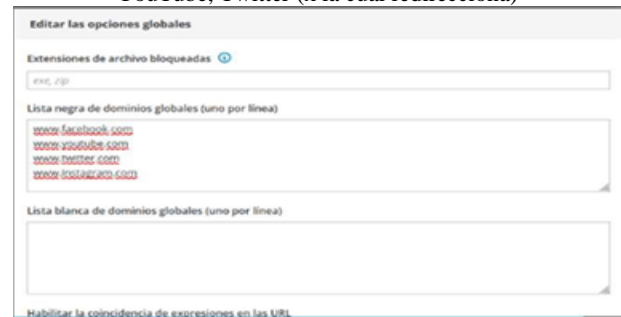 YouTube, Twitter (x la cual redirecciona)
Editar las opciones globales
Extensiones de archivo bloqueadas
exe, zip
Lista negra de dominios globales (uno por línea)
www.facebook.com
www.youtube.com
www.twitter.com
www.instagram.com
Lista blanca de dominios globales (uno por línea)
Habilitar la coincidencia de expresiones en las URL